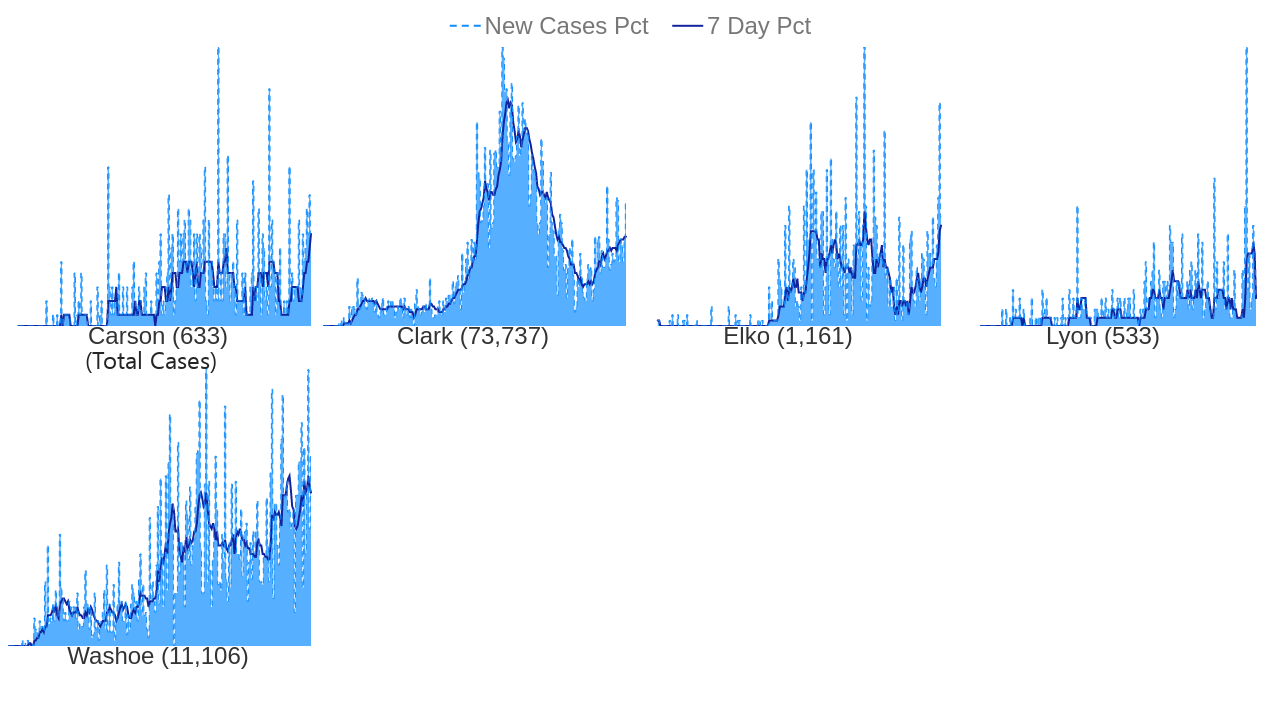 New Cases Pct 7 Day Pct
Carson (633) Clark (73,737) Elko (1,161) Lyon (533)
(Total Cases)
Washoe (11,106)